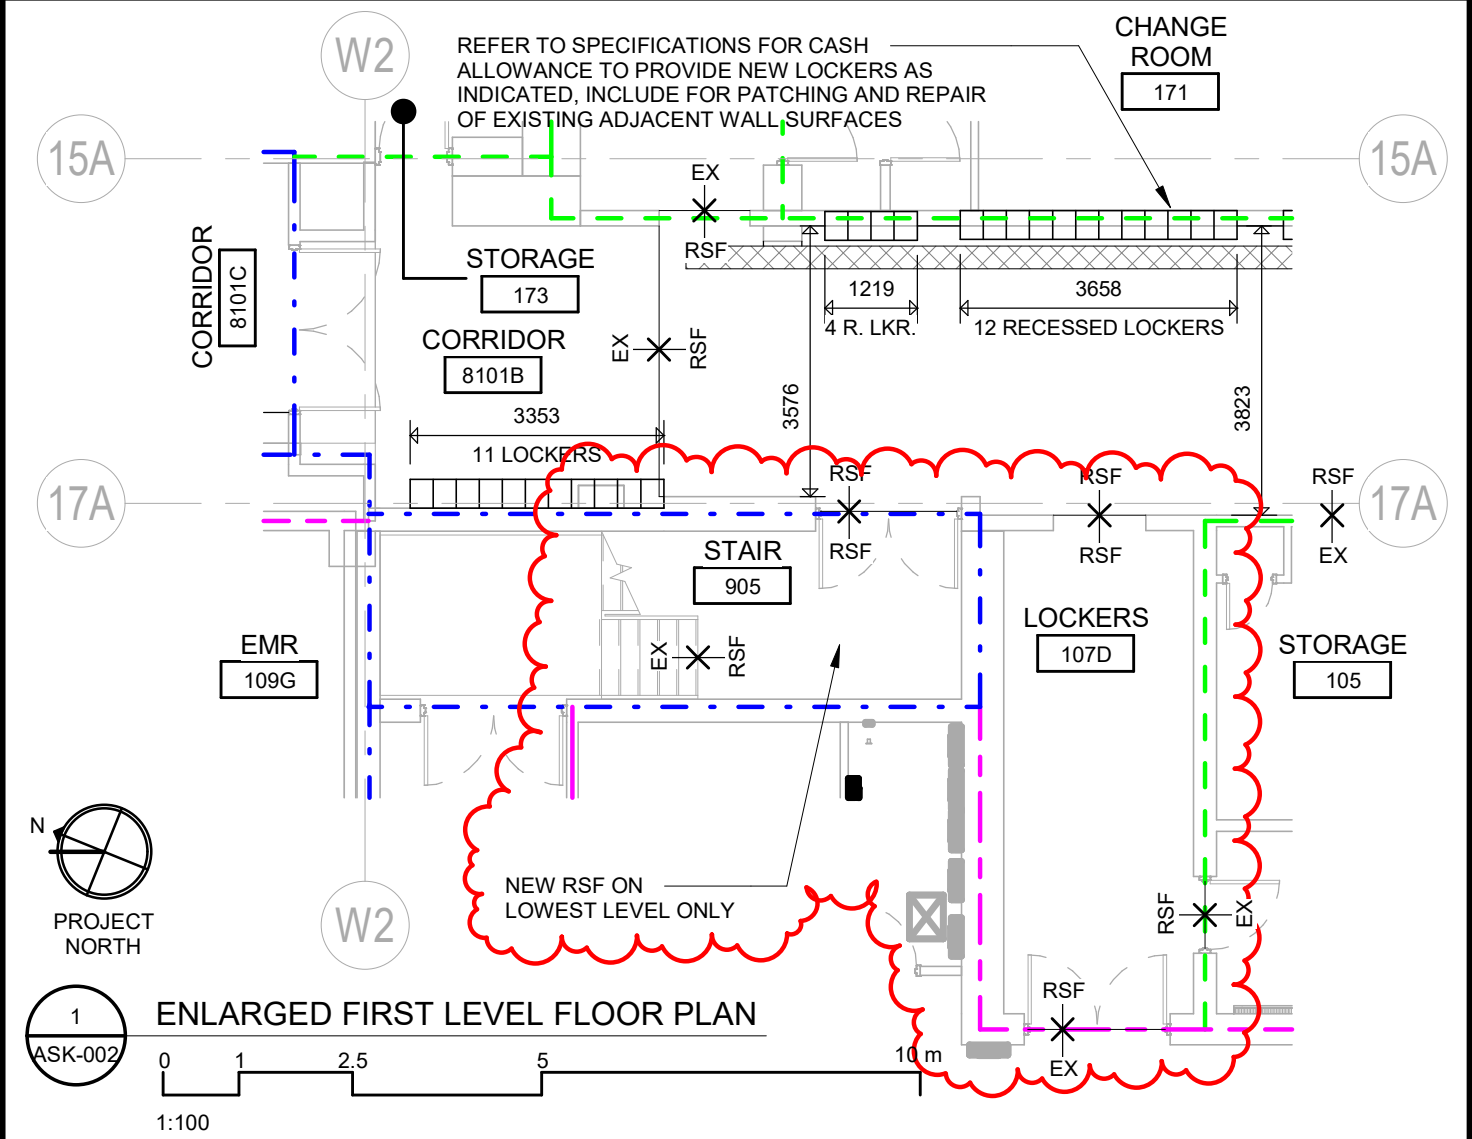 W2
REFER TO SPECIFICATIONS FOR CASH
ALLOWANCE TO PROVIDE NEW LOCKERS AS
INDICATED, INCLUDE FOR PATCHING AND REPAIR
OF EXISTING ADJACENT WALL SURFACES
CHANGE
ROOM
171
15A
15A
EX
RSF
CORRIDOR
8101C
STORAGE
173
1219
4 R. LKR.
3658
12 RECESSED LOCKERS
CORRIDOR
8101B
EX
RSF
3576
3823
3353
11 LOCKERS
17A
RSF
RSF
RSF
RSF
RSF
EX
17A
STAIR
905
EX
RSF
LOCKERS
107D
EMR
109G
STORAGE
105
N
PROJECT
NORTH
NEW RSF ON
LOWEST LEVEL ONLY
W2
RSF
EX
RSF
EX
1
ASK-002
ENLARGED FIRST LEVEL FLOOR PLAN
0 1 2.5 5 10 m
1:100